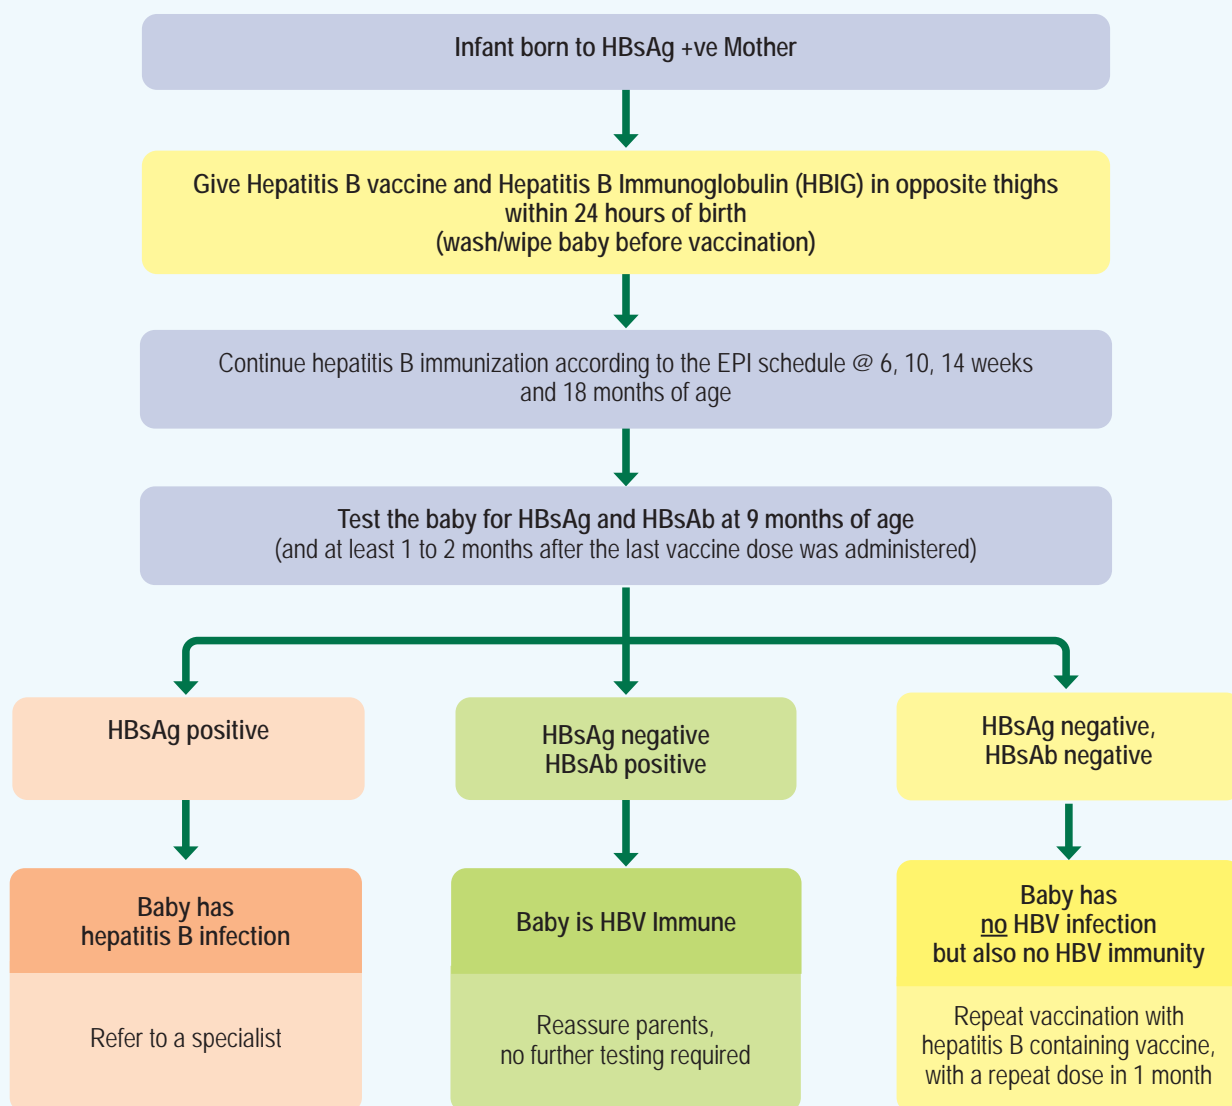 Infant born to HBsAg +ve Mother
Give Hepatitis B vaccine and Hepatitis B Immunoglobulin (HBIG) in opposite thighs
within 24 hours of birth
(wash/wipe baby before vaccination)
Continue hepatitis B immunization according to the EPI schedule @ 6, 10, 14 weeks
and 18 months of age
Test the baby for HBsAg and HBsAb at 9 months of age
(and at least 1 to 2 months after the last vaccine dose was administered)
HBsAg positive
HBsAg negative
HBsAb positive
HBsAg negative,
HBsAb negative
Baby has
hepatitis B infection
Refer to a specialist
Baby is HBV Immune
Reassure parents,
no further testing required
Baby has
no HBV infection
but also no HBV immunity
Repeat vaccination with
hepatitis B containing vaccine,
with a repeat dose in 1 month